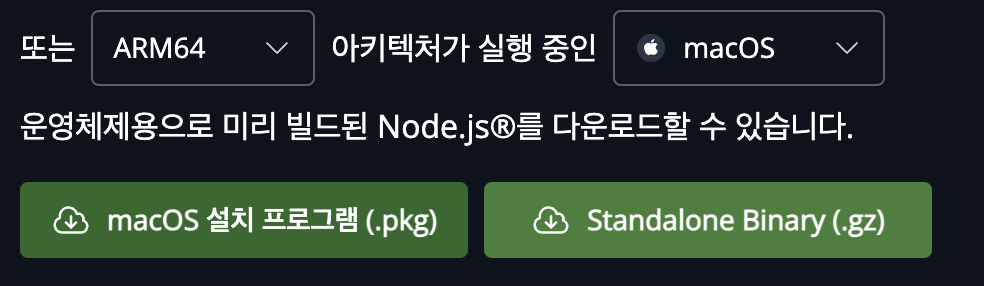 또는 ARM64 아키텍처가 실행 중인 macOS
운영체제용으로 미리 빌드된 Node.js®를 다운로드할 수 있습니다.
macOS 설치 프로그램 (.pkg) Standalone Binary (.gz)